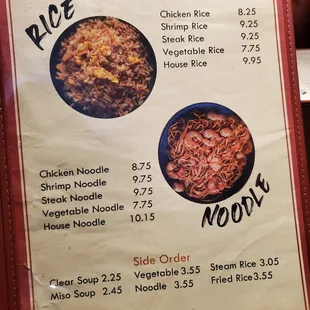 RICE
Chicken Rice 8.25
Shrimp Rice 9.25
Steak Rice 9.25
Vegetable Rice 7.75
House Rice 9.95
Chicken Noodle 8.75
Shrimp Noodle 9.75
Steak Noodle 9.75
Vegetable Noodle 7.75
House Noodle 10.15
NOODLE
Side Order
Clear Soup 2.25 Vegetable 3.55 Steam Rice 3.05
Miso Soup 2.45 Noodle 3.55 Fried Rice 3.55